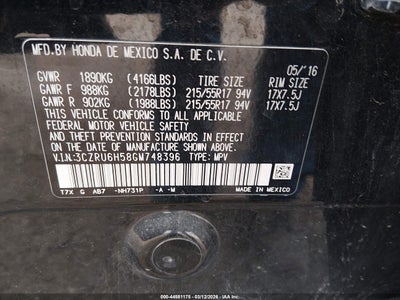 MFD.BY HONDA DE MEXICO S.A. DE C.V.
05/'16
GVWR 1890KG (4166LBS) TIRE SIZE RIM SIZE
GAWR F 988KG (2178LBS) 215/55R17 94V 17X7.5J
GAWR R 902KG (1988LBS) 215/55R17 94V 17X7.5J
THIS VEHICLE CONFORMS TO ALL APPLICABLE
FEDERAL MOTOR VEHICLE SAFETY AND THEFT
PREVENTION STANDARDS IN EFFECT ON THE DATE
OF MANUFACTURE SHOWN ABOVE.
V.I.N:3CZRU6H58GM748396 TYPE: MPV
T7X G AB7 -NH731P -A -M
MADE IN MEXICO
000-44981175 - 03/12/2026 - IAA Inc.